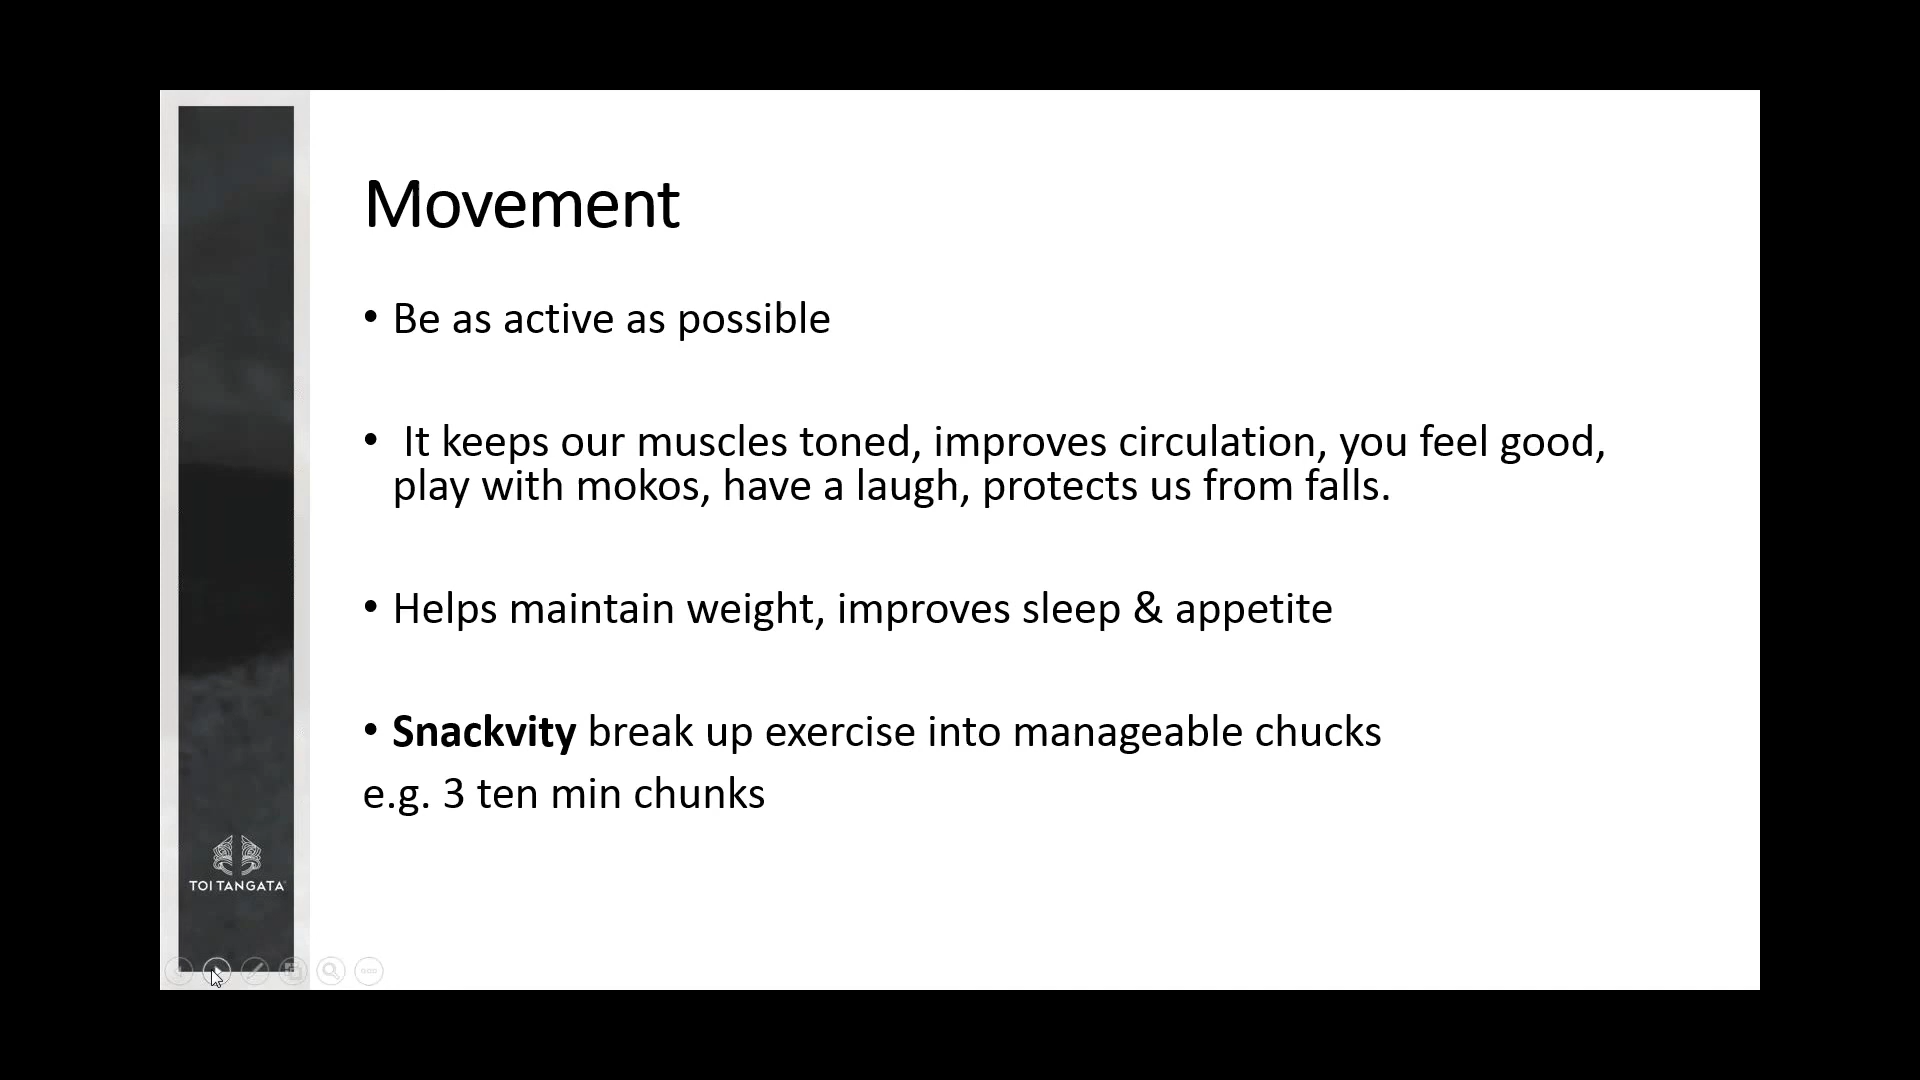 Movement
• Be as active as possible
• It keeps our muscles toned, improves circulation, you feel good,
play with mokos, have a laugh, protects us from falls.
• Helps maintain weight, improves sleep & appetite
• Snackvity break up exercise into manageable chucks
e.g. 3 ten min chunks
TOI TANGATA